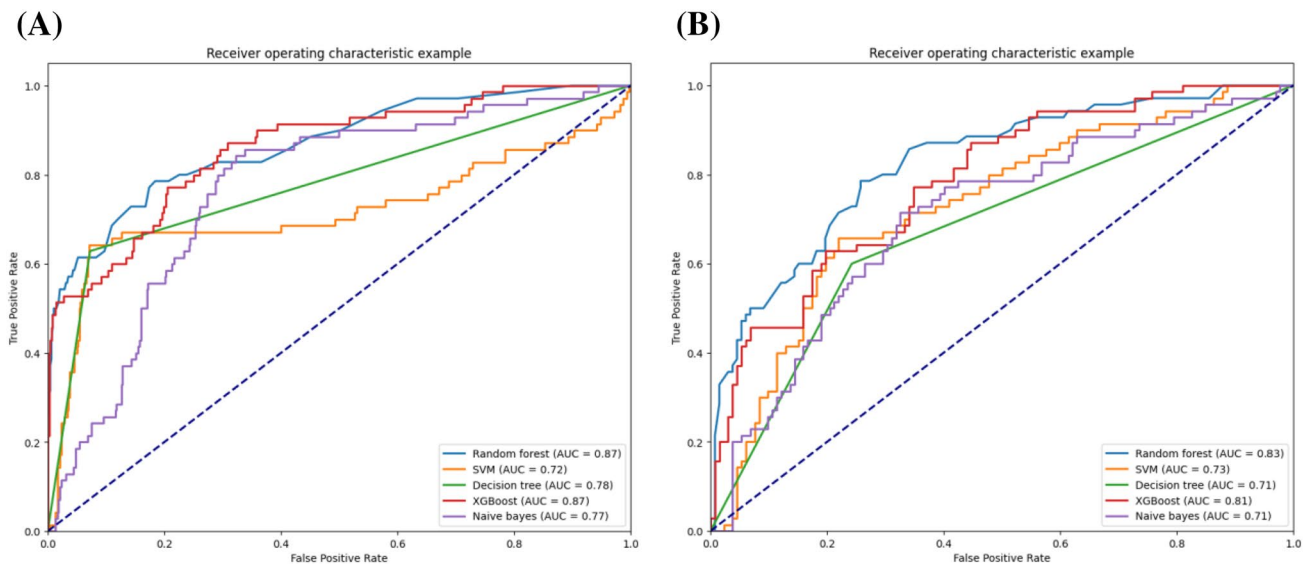 (A)
Receiver operating characteristic example
True Positive Rate
1.0
0.8
0.6
0.4
0.2
0.0
Random forest (AUC = 0.87)
SVM (AUC = 0.72)
Decision tree (AUC = 0.78)
XGBoost (AUC = 0.87)
Naive bayes (AUC = 0.77)
0.0 0.2 0.4 0.6 0.8 1.0
False Positive Rate
(B)
Receiver operating characteristic example
True Positive Rate
1.0
0.8
0.6
0.4
0.2
0.0
Random forest (AUC = 0.83)
SVM (AUC = 0.73)
Decision tree (AUC = 0.71)
XGBoost (AUC = 0.81)
Naive bayes (AUC = 0.71)
0.0 0.2 0.4 0.6 0.8 1.0
False Positive Rate